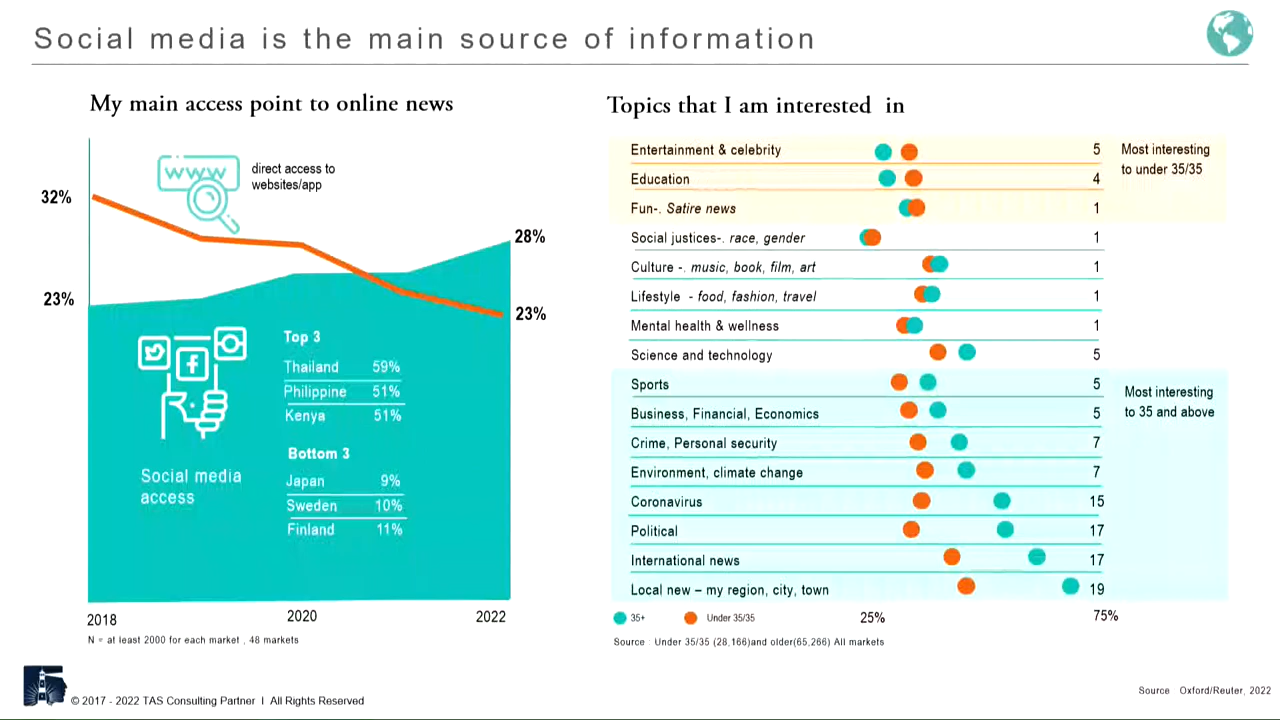 Social media is the main source of information
My main access point to online news
www
direct access to
websites/app
32%
23%
28%
23%
Top 3
Thailand 59%
Philippine 51%
Kenya 51%
Bottom 3
Japan 9%
Sweden 10%
Finland 11%
Social media
access
2018 2020 2022
N = at least 2000 for each market , 48 markets
Topics that I am interested in
Entertainment & celebrity 5
Education 4
Fun-. Satire news 1
Most interesting
to under 35/35
Social justices-. race, gender 1
Culture -. music, book, film, art 1
Lifestyle - food, fashion, travel 1
Mental health & wellness 1
Science and technology 5
Sports 5
Business, Financial, Economics 5
Crime, Personal security 7
Environment, climate change 7
Coronavirus 15
Political 17
International news 17
Local new – my region, city, town 19
Most interesting
to 35 and above
35+ Under 35/35 25% 75%
Source Under 35/35 (28,166)and older(65,266) All markets
© 2017 - 2022 TAS Consulting Partner I All Rights Reserved
Source Oxford/Reuter, 2022